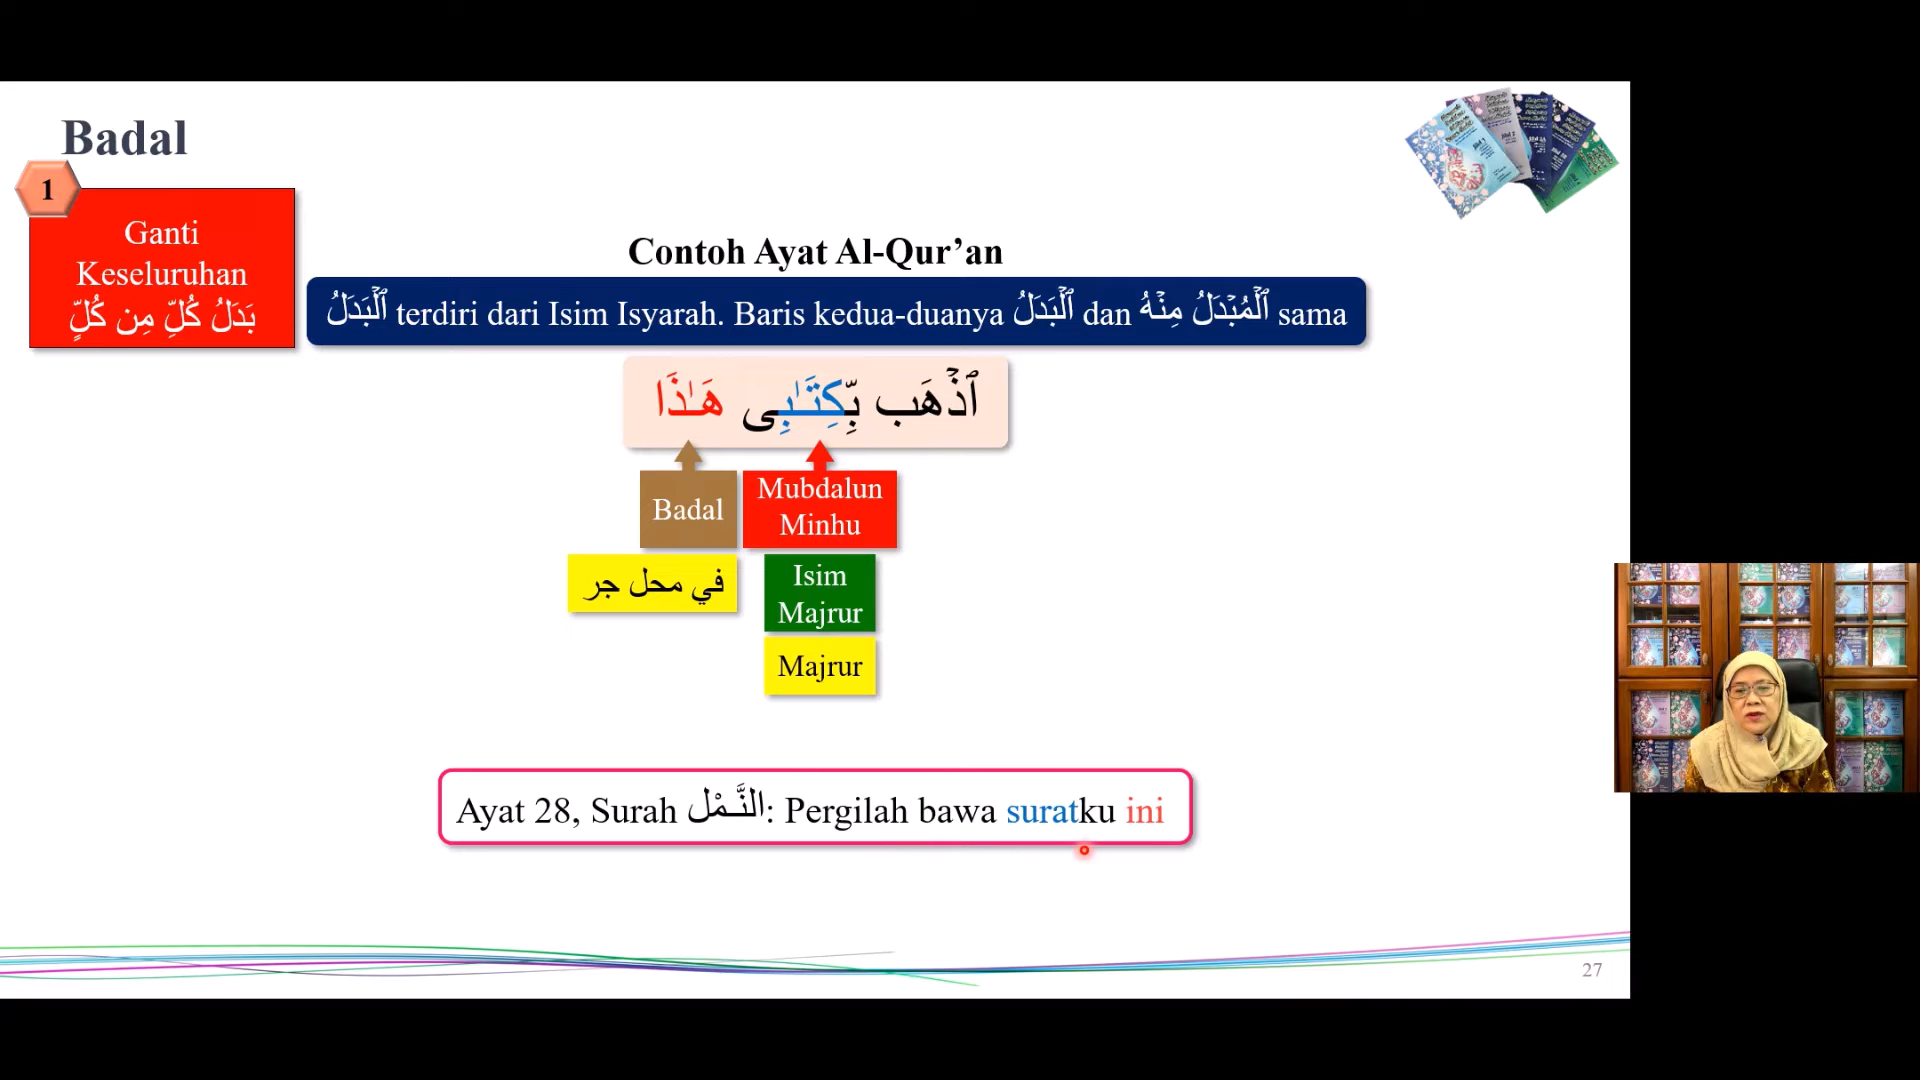 Badal
1
Ganti
Keseluruhan
بَدَلُ كُلِّ مِن كُلٍّ
Contoh Ayat Al-Qur’an
ٱلْبَدَلُ terdiri dari Isim Isyarah. Baris kedua-duanya ٱلْبَدَلُ dan ٱلْمُبْدَلُ مِنْهُ sama
ٱذْهَب بِّكِتَـٰبِى هَـٰذَا
Badal
Mubdalun
Minhu
في محل جر
Isim
Majrur
Majrur
Ayat 28, Surah النَّـمْل: Pergilah bawa suratku ini
27